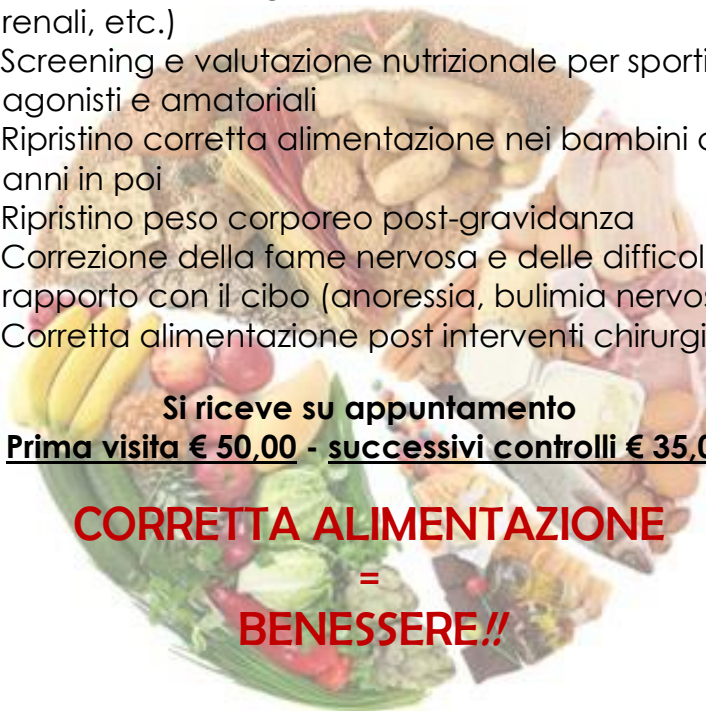 renali, etc.)
Screening e valutazione nutrizionale per sporti
agonisti e amatoriali
Ripristino corretta alimentazione nei bambini
anni in poi
Ripristino peso corporeo post-gravidanza
Correzione della fame nervosa e delle difficol
rapporto con il cibo (anoressia, bulimia nervos
Corretta alimentazione post interventi chirurgi
Si riceve su appuntamento
Prima visita € 50,00 - successivi controlli € 35,0
CORRETTA ALIMENTAZIONE
=
BENESSERE!!